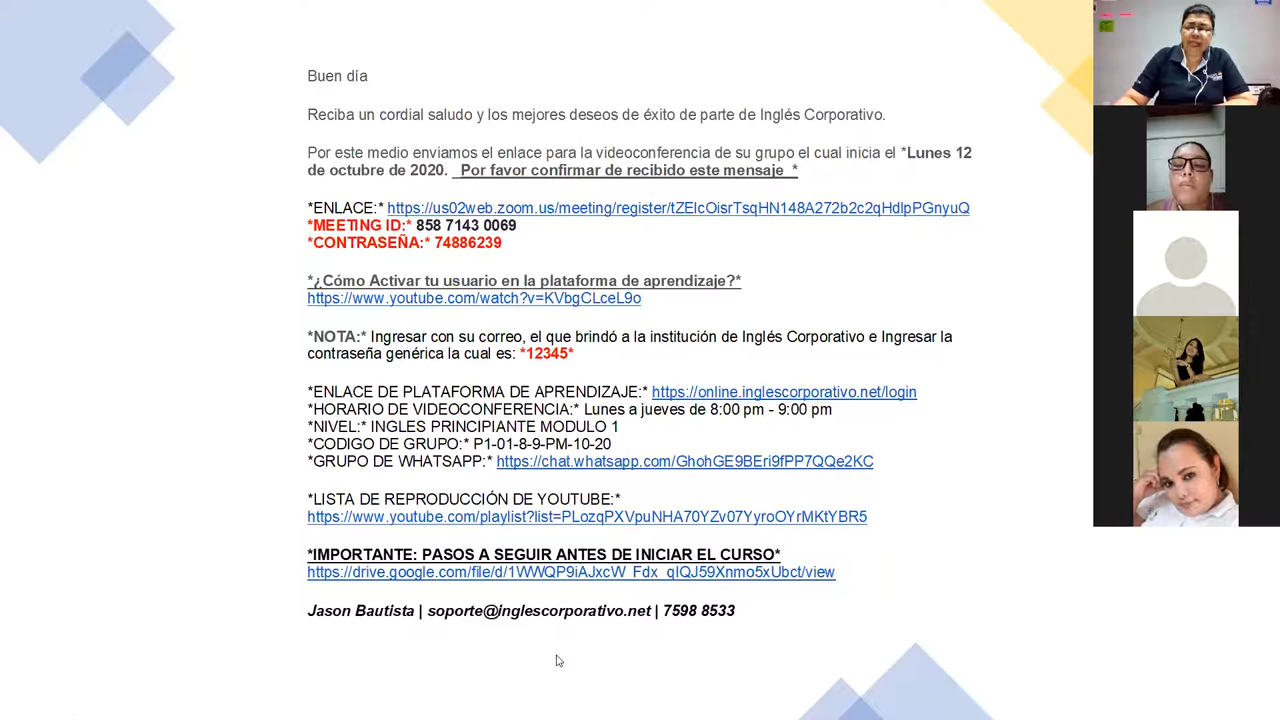 Buen día
Reciba un cordial saludo y los mejores deseos de éxito de parte de Inglés Corporativo.
Por este medio enviamos el enlace para la videoconferencia de su grupo el cual inicia el *Lunes 12
de octubre de 2020. _Por favor confirmar de recibido este mensaje_*
*ENLACE:* https://us02web.zoom.us/meeting/register/tZEIcOisrTsqHN148A272b2c2qHdlpPGnyuQ
*MEETING ID:* 858 7143 0069
*CONTRASEÑA:* 74886239
*¿Cómo Activar tu usuario en la plataforma de aprendizaje?*
https://www.youtube.com/watch?v=KVbgCLceL9o
*NOTA:* Ingresar con su correo, el que brindó a la institución de Inglés Corporativo e Ingresar la
contraseña genérica la cual es: *12345*
*ENLACE DE PLATAFORMA DE APRENDIZAJE:* https://online.inglescorporativo.net/login
*HORARIO DE VIDEOCONFERENCIA:* Lunes a jueves de 8:00 pm - 9:00 pm
*NIVEL:* INGLES PRINCIPIANTE MODULO 1
*CODIGO DE GRUPO:* P1-01-8-9-PM-10-20
*GRUPO DE WHATSAPP:* https://chat.whatsapp.com/GhohGE9BEri9fPP7QQe2KC
*LISTA DE REPRODUCCIÓN DE YOUTUBE:*
https://www.youtube.com/playlist?list=PLozqPXVpuNHA70YZv07YyroOYrMKtYBR5
*IMPORTANTE: PASOS A SEGUIR ANTES DE INICIAR EL CURSO*
https://drive.google.com/file/d/1WWQP9iAJxcW_Fdx_qIQJ59Xnmo5xUbct/view
Jason Bautista | soporte@inglescorporativo.net | 7598 8533